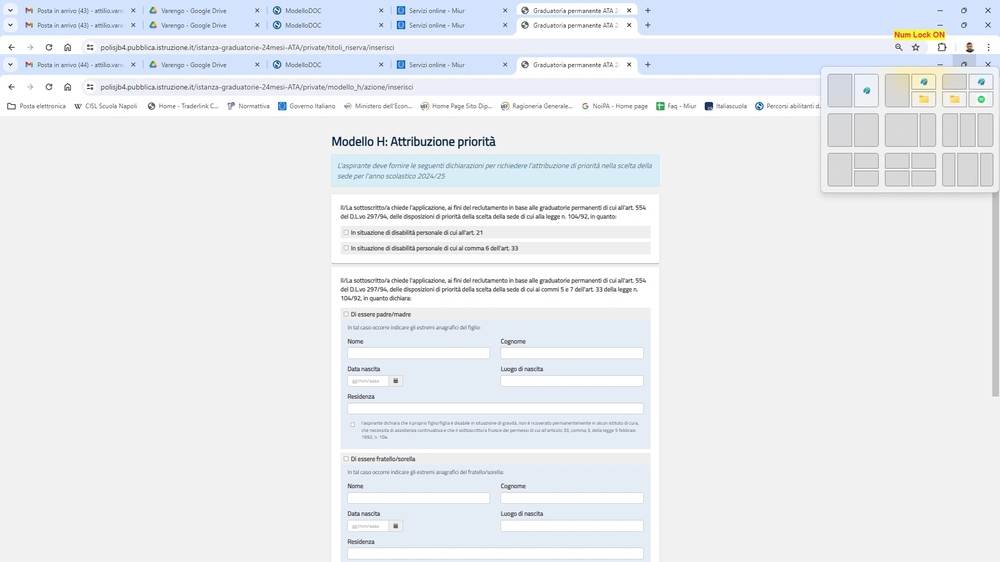 Posta in arrivo (43) - attilio.vare
Varengo - Google Drive
ModelloDOC
Servizi online - Miur
Graduatoria permanente ATA 24
Posta in arrivo (43) - attilio.vare
Varengo - Google Drive
ModelloDOC
Servizi online - Miur
Graduatoria permanente ATA 24
Num Lock ON
polisjb4.pubblica.istruzione.it/istanza-graduatorie-24mesi-ATA/private/titoli_riserva/inserisci
Posta in arrivo (44) - attilio.vare
Varengo - Google Drive
ModelloDOC
Servizi online - Miur
Graduatoria permanente ATA 24
polisjb4.pubblica.istruzione.it/istanza-graduatorie-24mesi-ATA/private/modello_h/azione/inserisci
Posta elettronica
CISL Scuola Napoli
Home - Traderlink C...
Normattiva
Governo Italiano
Ministero dell'Econ...
Home Page Sito Dip...
Ragioneria Generale...
NoiPA - Home page
Faq - Miur
Italiascuola
Percorsi abilitanti d.
Modello H: Attribuzione priorità
L'aspirante deve fornire le seguenti dichiarazioni per richiedere l'attribuzione di priorità nella scelta della
sede per l'anno scolastico 2024/25
Il/La sottoscritto/a chiede l'applicazione, ai fini del reclutamento in base alle graduatorie permanenti di cui all'art. 554
del D.L.vo 297/94, delle disposizioni di priorità della scelta della sede di cui alla legge n. 104/92, in quanto:
In situazione di disabilità personale di cui all'art. 21
In situazione di disabilità personale di cui al comma 6 dell'art. 33
Il/La sottoscritto/a chiede l'applicazione, ai fini del reclutamento in base alle graduatorie permanenti di cui all'art. 554
del D.L.vo 297/94, delle disposizioni di priorità della scelta della sede di cui ai commi 5 e 7 dell'art. 33 della legge n.
104/92, in quanto dichiara:
Di essere padre/madre
In tal caso occorre indicare gli estremi anagrafici del figlio:
Nome
Cognome
Data nascita
Luogo di nascita
gg/mm/aaaa
Residenza
l'aspirante dichiara che il proprio figlio/figlia è disabile in situazione di gravità, non è ricoverato permanentemente in alcun istituto di cura,
che necessita di assistenza continuativa e che il sottoscritto/a fruisce dei permessi di cui all'articolo 33, comma 3, della legge 5 febbraio
1992, n. 104.
Di essere fratello/sorella
In tal caso occorre indicare gli estremi anagrafici del fratello/sorella:
Nome
Cognome
Data nascita
Luogo di nascita
gg/mm/aaaa
Residenza